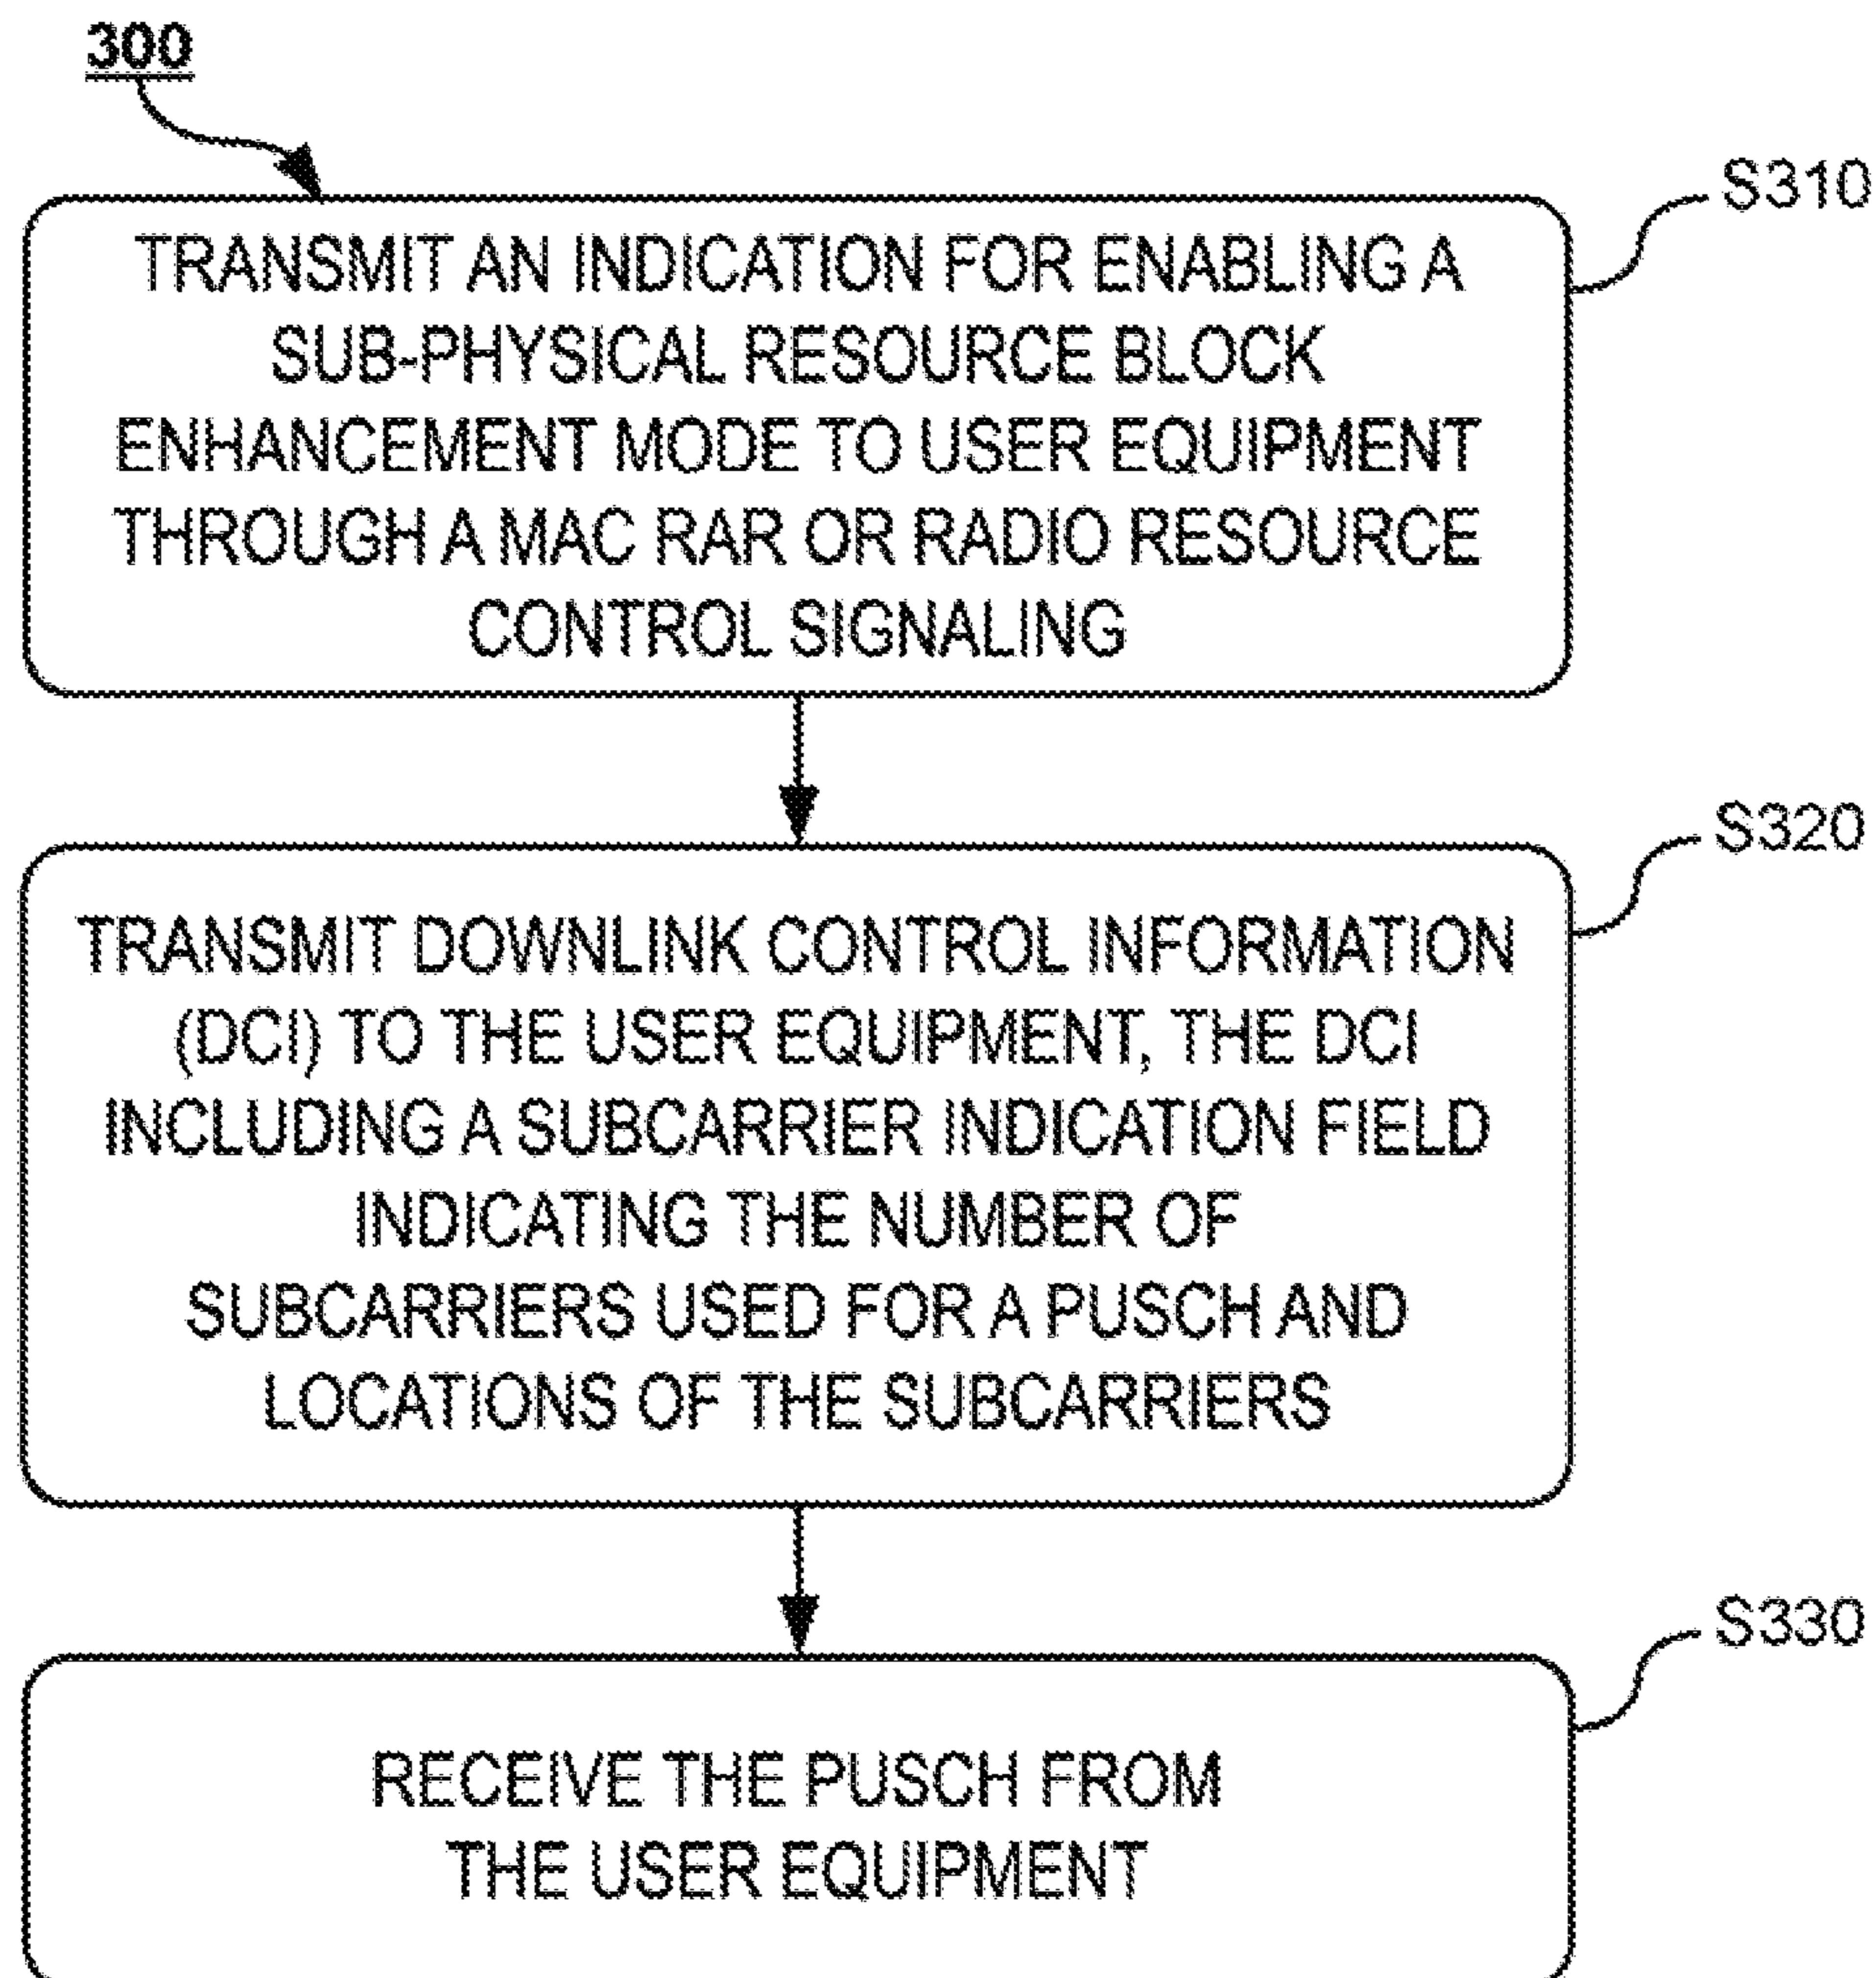 300
S310
TRANSMIT AN INDICATION FOR ENABLING A
SUB-PHYSICAL RESOURCE BLOCK
ENHANCEMENT MODE TO USER EQUIPMENT
THROUGH A MAC RAR OR RADIO RESOURCE
CONTROL SIGNALING
S320
TRANSMIT DOWNLINK CONTROL INFORMATION
(DCI) TO THE USER EQUIPMENT, THE DCI
INCLUDING A SUBCARRIER INDICATION FIELD
INDICATING THE NUMBER OF
SUBCARRIERS USED FOR A PUSCH AND
LOCATIONS OF THE SUBCARRIERS
S330
RECEIVE THE PUSCH FROM
THE USER EQUIPMENT